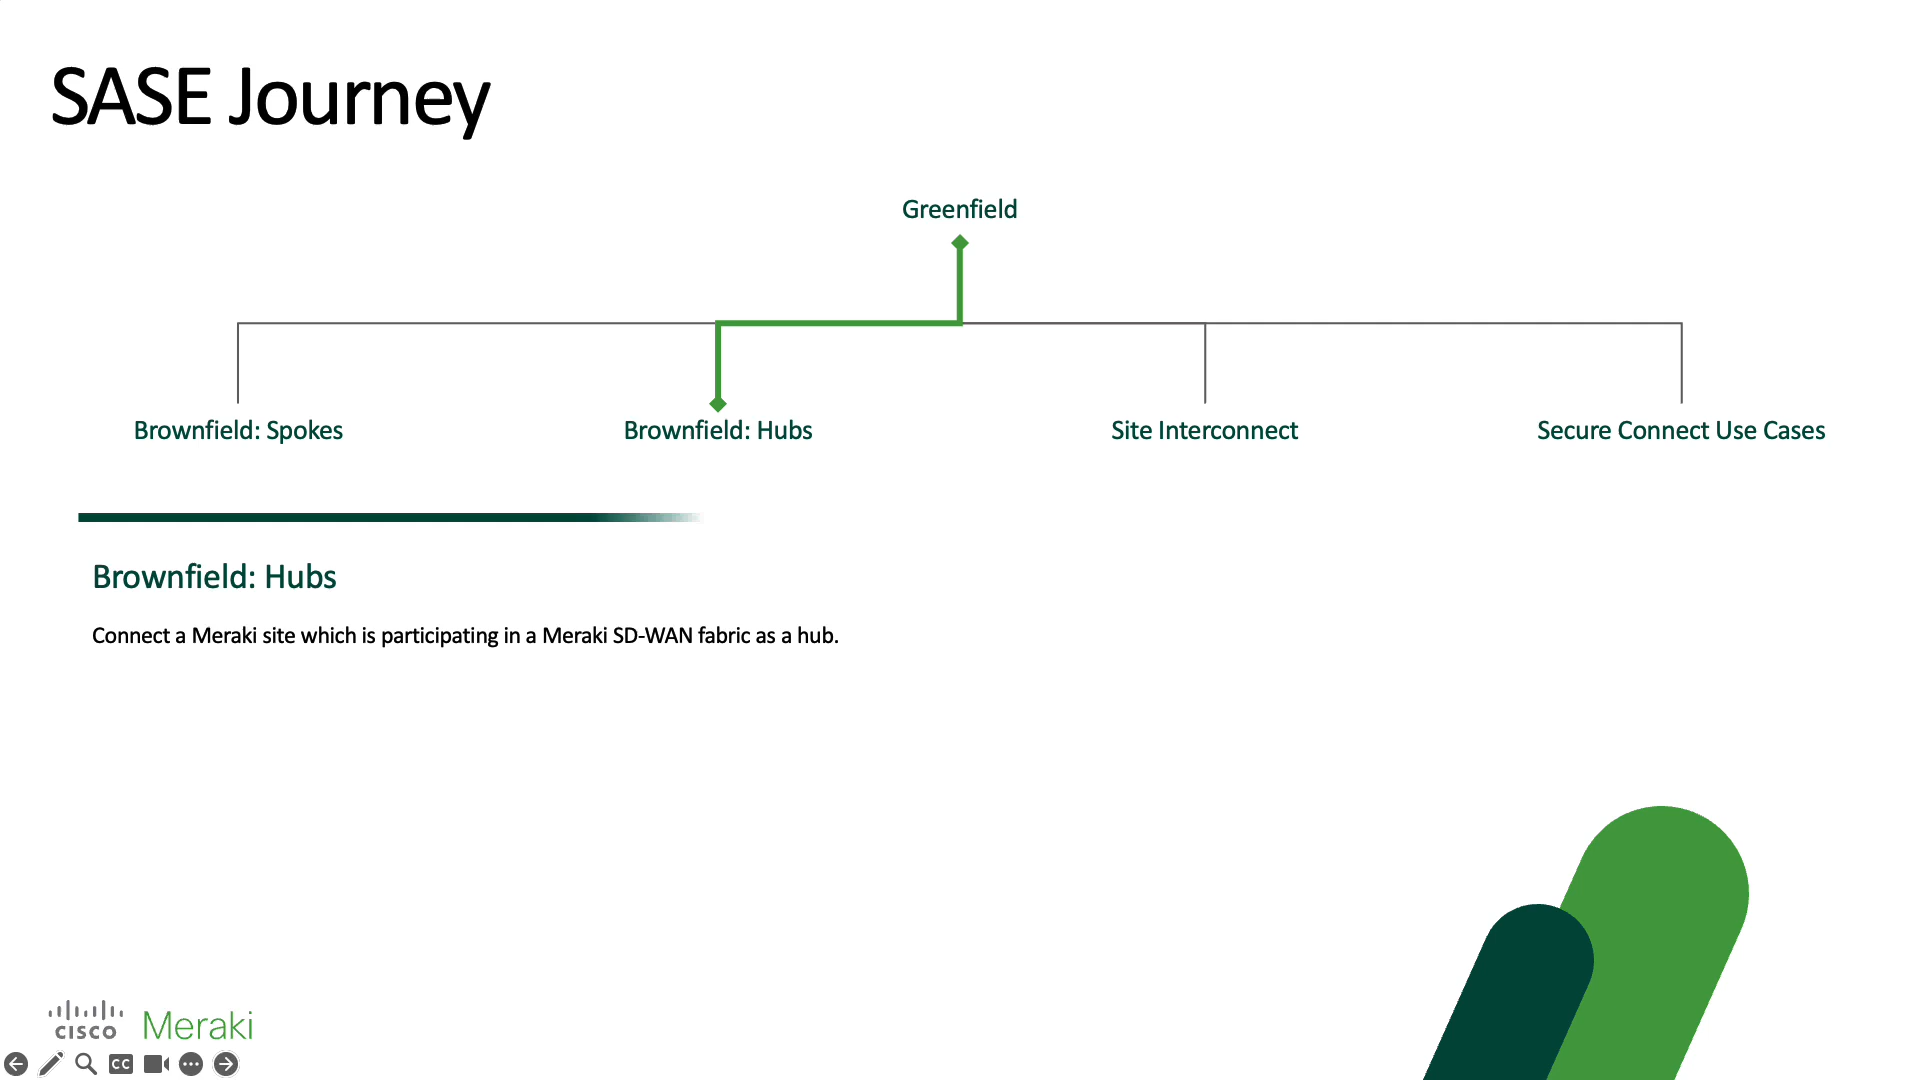 SASE Journey
Greenfield
Brownfield: Spokes
Brownfield: Hubs
Site Interconnect
Secure Connect Use Cases
Brownfield: Hubs
Connect a Meraki site which is participating in a Meraki SD-WAN fabric as a hub.
CISCO Meraki
CC